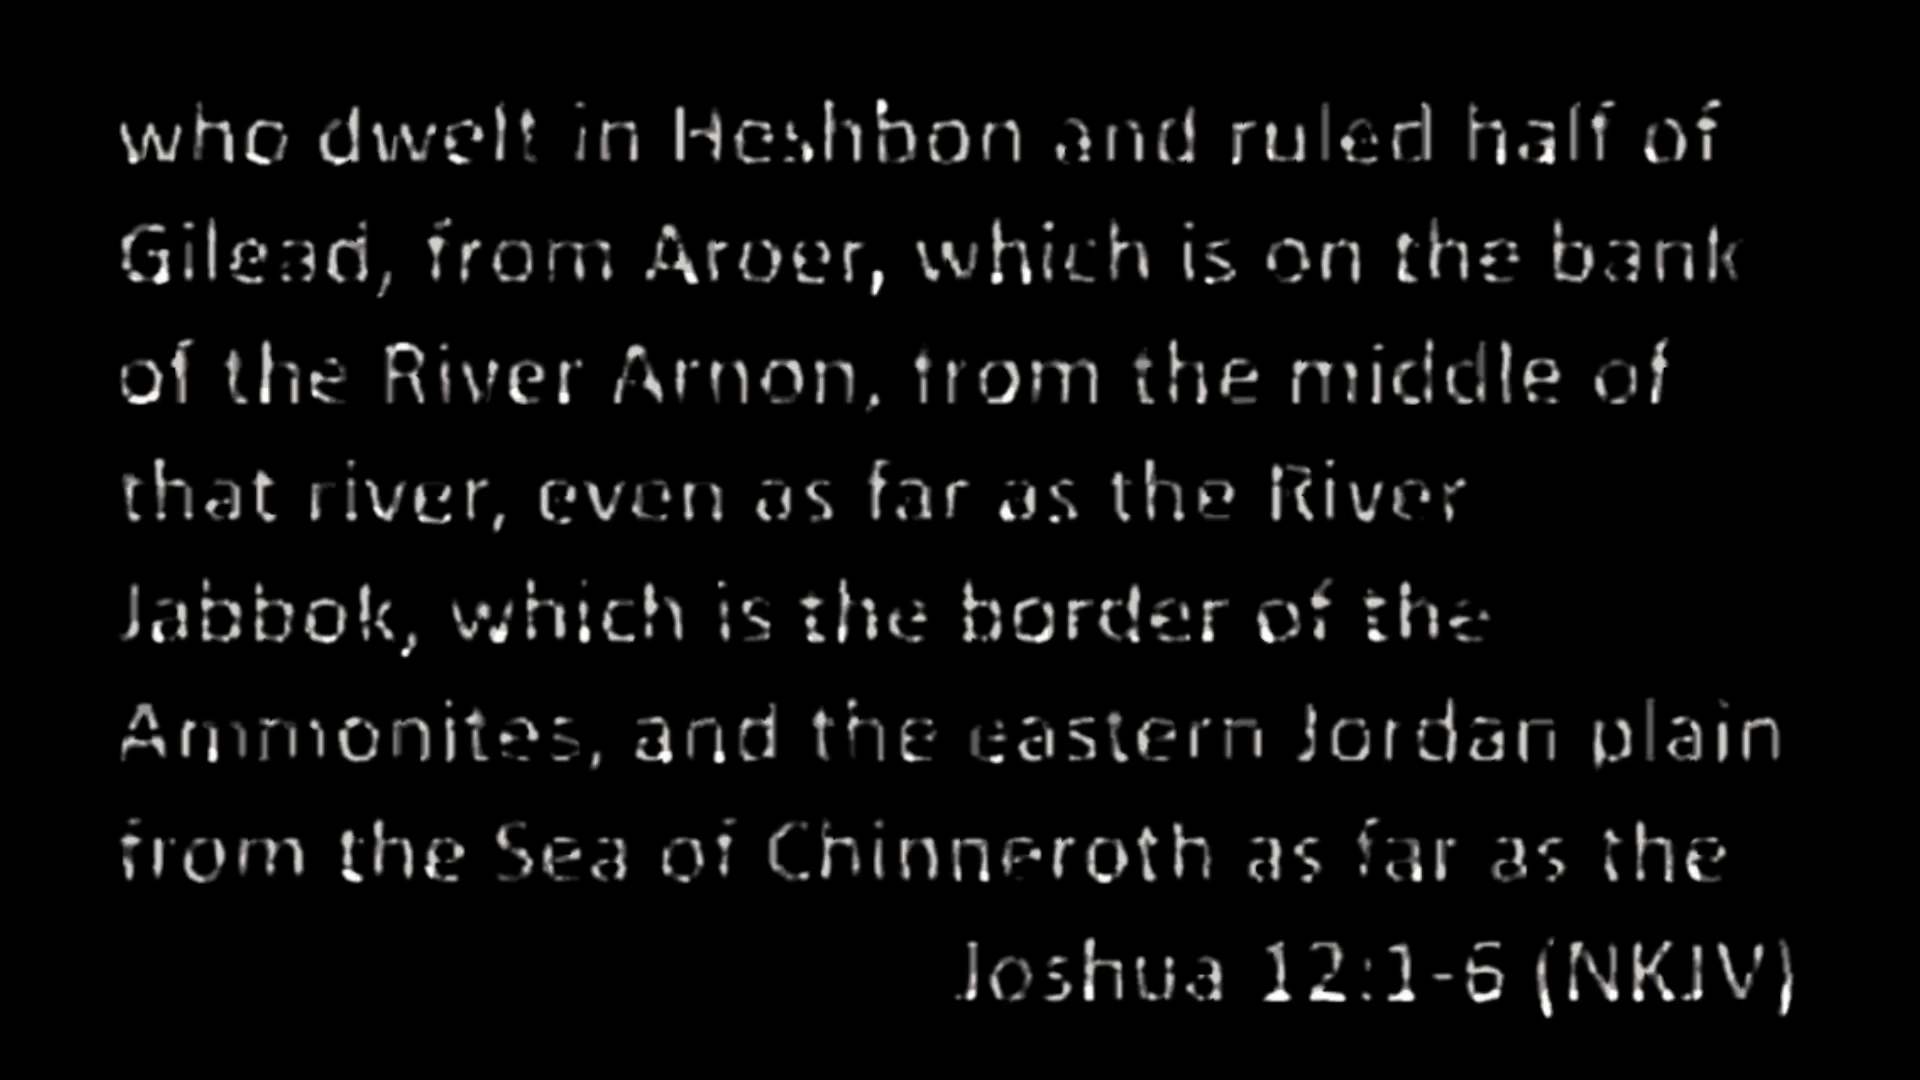 who dwelt in Heshbon and ruled half of
Gilead, from Aroer, which is on the bank
of the River Arnon, from the middle of
that river, even as far as the River
Jabbok, which is the border of the
Ammonites, and the eastern Jordan plain
from the Sea of Chinneroth as far as the
Joshua 12:1-6 (NKJV)